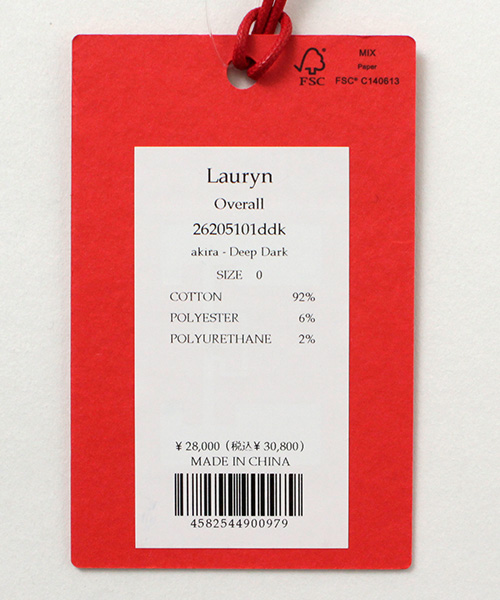 MIX
Paper
FSC
FSC® C140613
Lauryn
Overall
26205101ddk
akira - Deep Dark
SIZE 0
COTTON 92%
POLYESTER 6%
POLYURETHANE 2%
¥28,000(税込¥30,800)
MADE IN CHINA
4582544900979